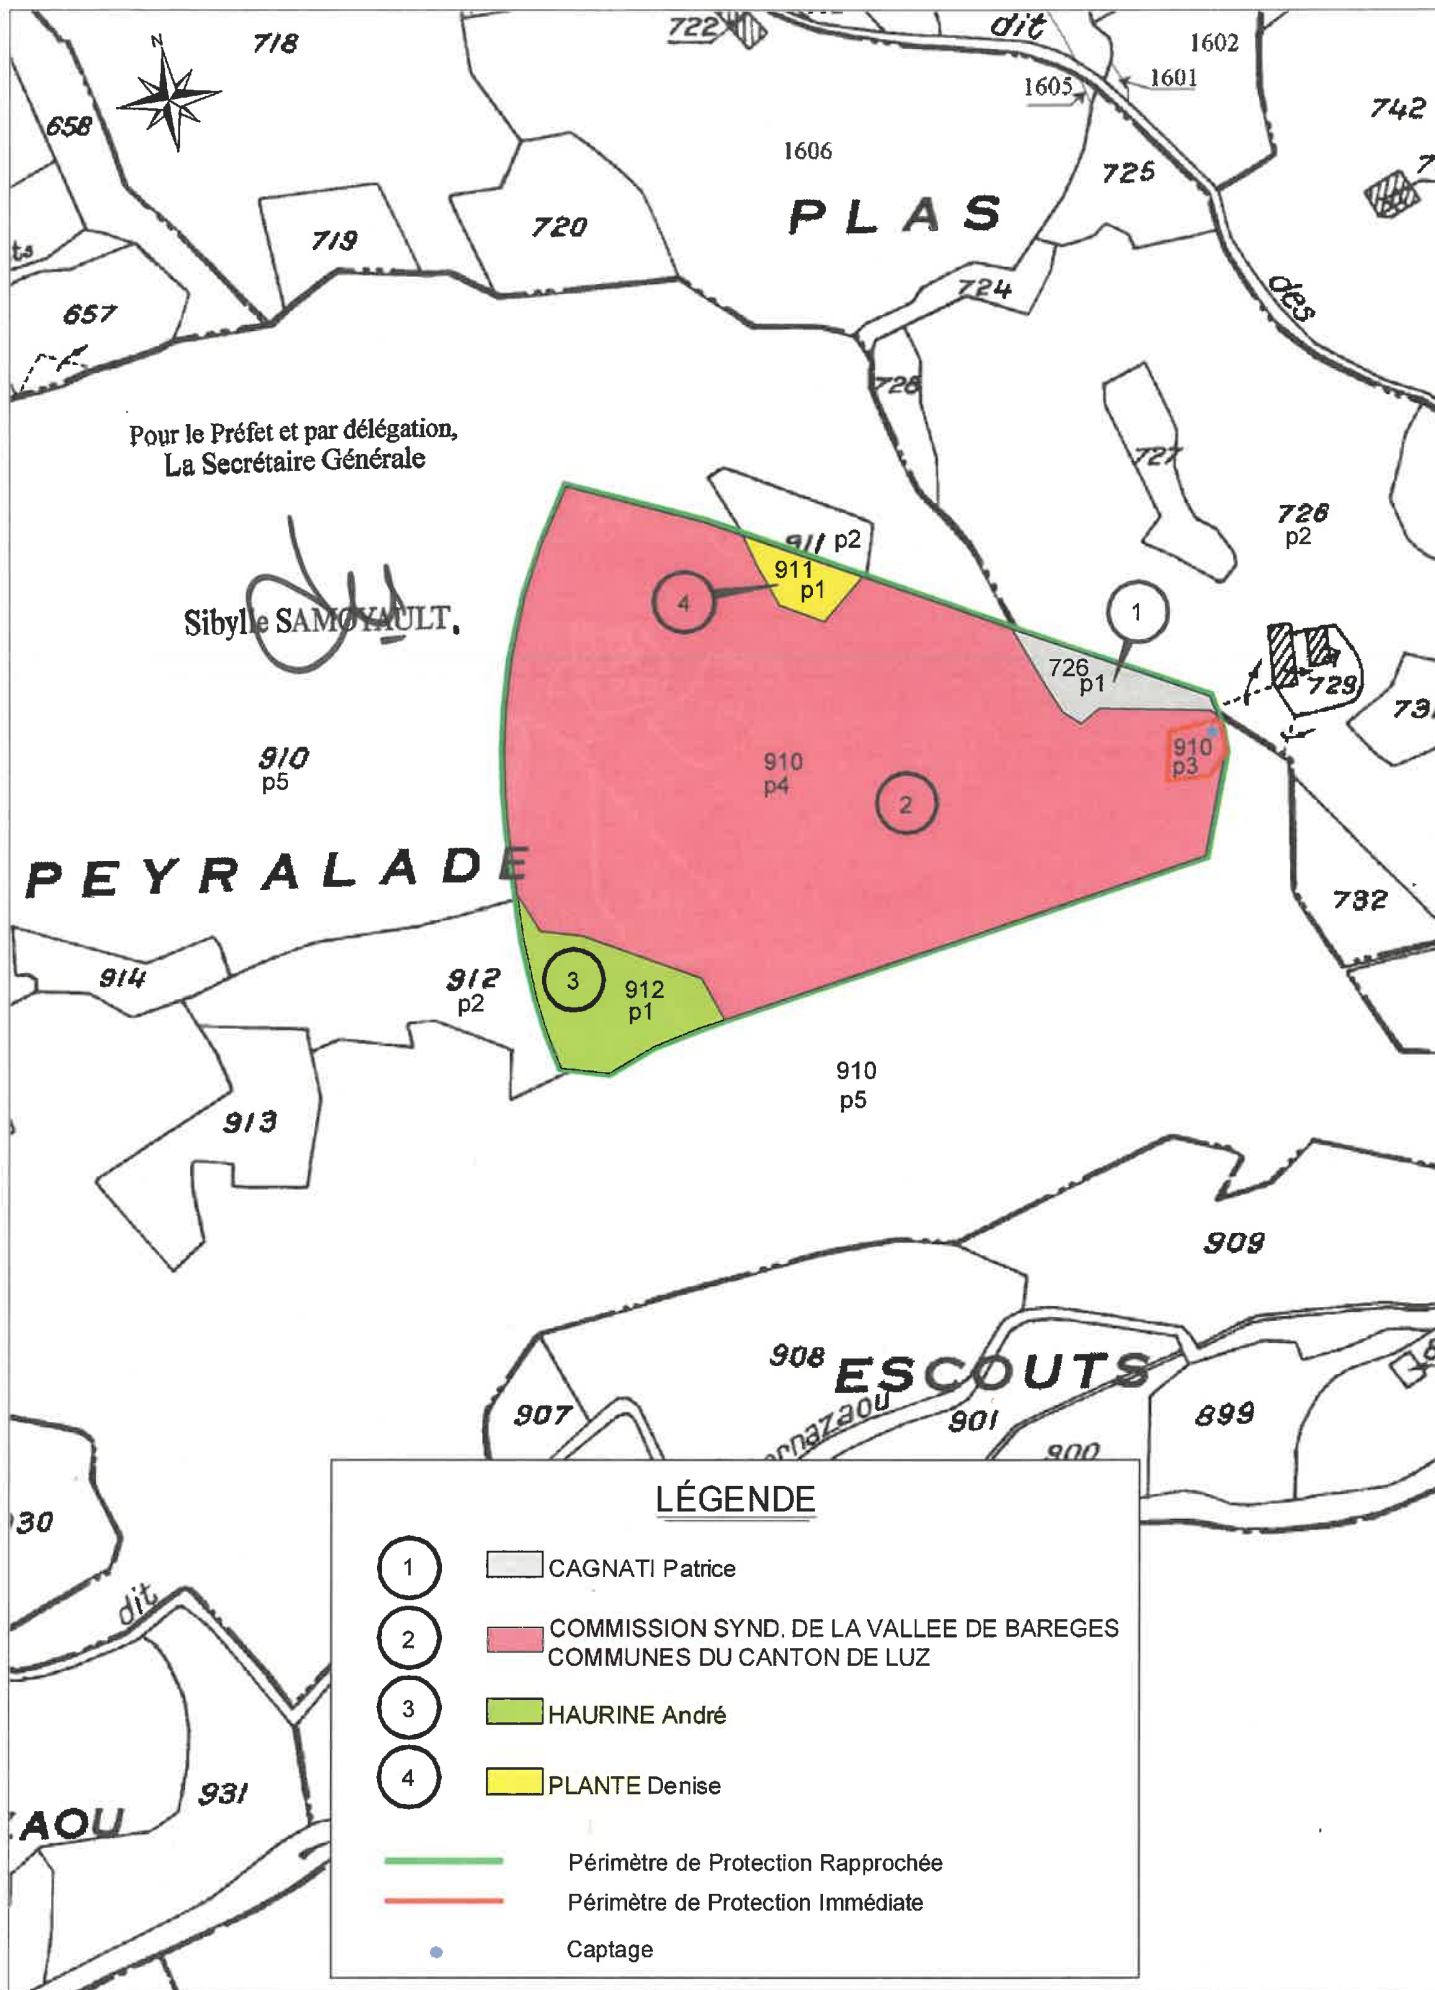 N
718
722
dit
1602
1605
1601
742
658
1606
725
719
720
PLAS
ts
657
724
des
728
727
Pour le Préfet et par délégation,
La Secrétaire Générale
726
p2
911 p2
911
p1
4
1
Sibylle SAMOYAULT.
726
p1
729
731
910
p5
910
p4
2
910
p3
PEYRALADE
732
914
912
p2
3
912
p1
910
p5
913
909
908
ESCOUTS
907
ernazaou
901
899
900
LÉGENDE
1 CAGNATI Patrice
2 COMMISSION SYND. DE LA VALLEE DE BAREGES
COMMUNES DU CANTON DE LUZ
3 HAURINE André
4 PLANTE Denise
Périmètre de Protection Rapprochée
Périmètre de Protection Immédiate
Captage
30
dit
931
ZAOU